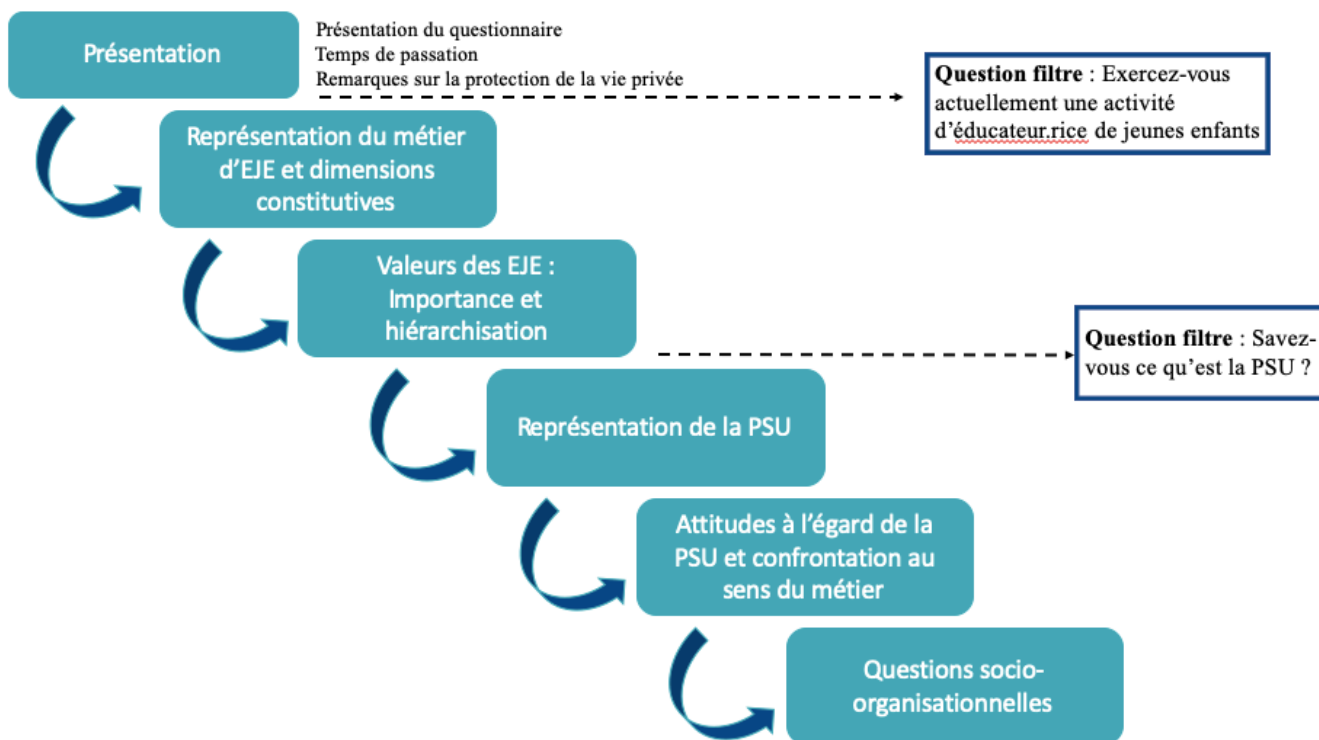 Présentation
Présentation du questionnaire
Temps de passation
Remarques sur la protection de la vie privée
Question filtre : Exercez-vous
actuellement une activité
d’éducateur.rice de jeunes enfants
Représentation du métier
d’EJE et dimensions
constitutives
Valeurs des EJE :
Importance et
hiérarchisation
Question filtre : Savez-
vous ce qu’est la PSU ?
Représentation de la PSU
Attitudes à l’égard de la
PSU et confrontation au
sens du métier
Questions socio-
organisationnelles